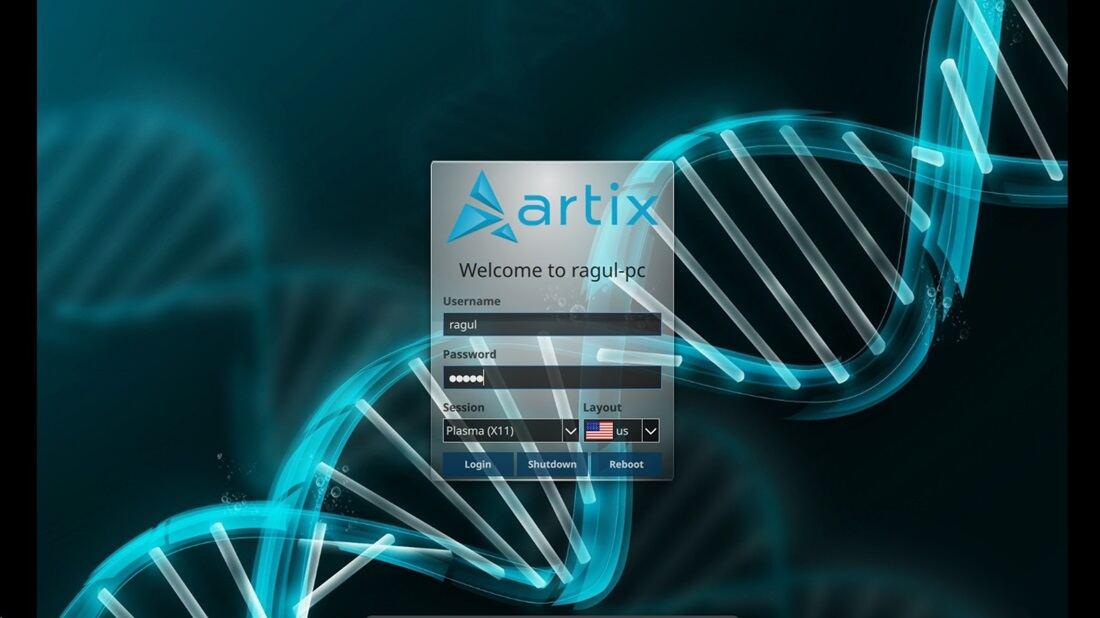 artix
Welcome to ragul-pc
Username
ragul
Password
●●●●●
Session Layout
Plasma (X11) us
Login Shutdown Reboot